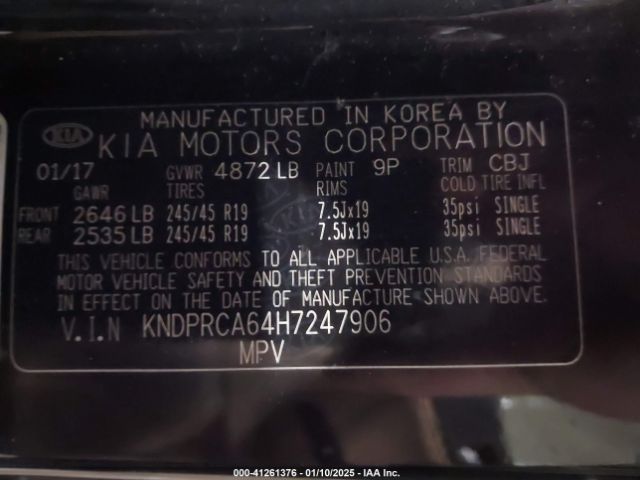 MANUFACTURED IN KOREA BY
KIA KIA MOTORS CORPORATION
01/17 GVWR 4872 LB PAINT 9P TRIM CBJ
GAWR TIRES RIMS COLD TIRE INFL
FRONT 2646 LB 245/45 R19 7.5Jx19 35psi SINGLE
REAR 2535 LB 245/45 R19 7.5Jx19 35psi SINGLE
THIS VEHICLE CONFORMS TO ALL APPLICABLE U.S.A. FEDERAL
MOTOR VEHICLE SAFETY AND THEFT PREVENTION STANDARDS
IN EFFECT ON THE DATE OF MANUFACTURE SHOWN ABOVE.
V.I.N KNDPRCA64H7247906
MPV
000-41261376 - 01/10/2025 - IAA Inc.